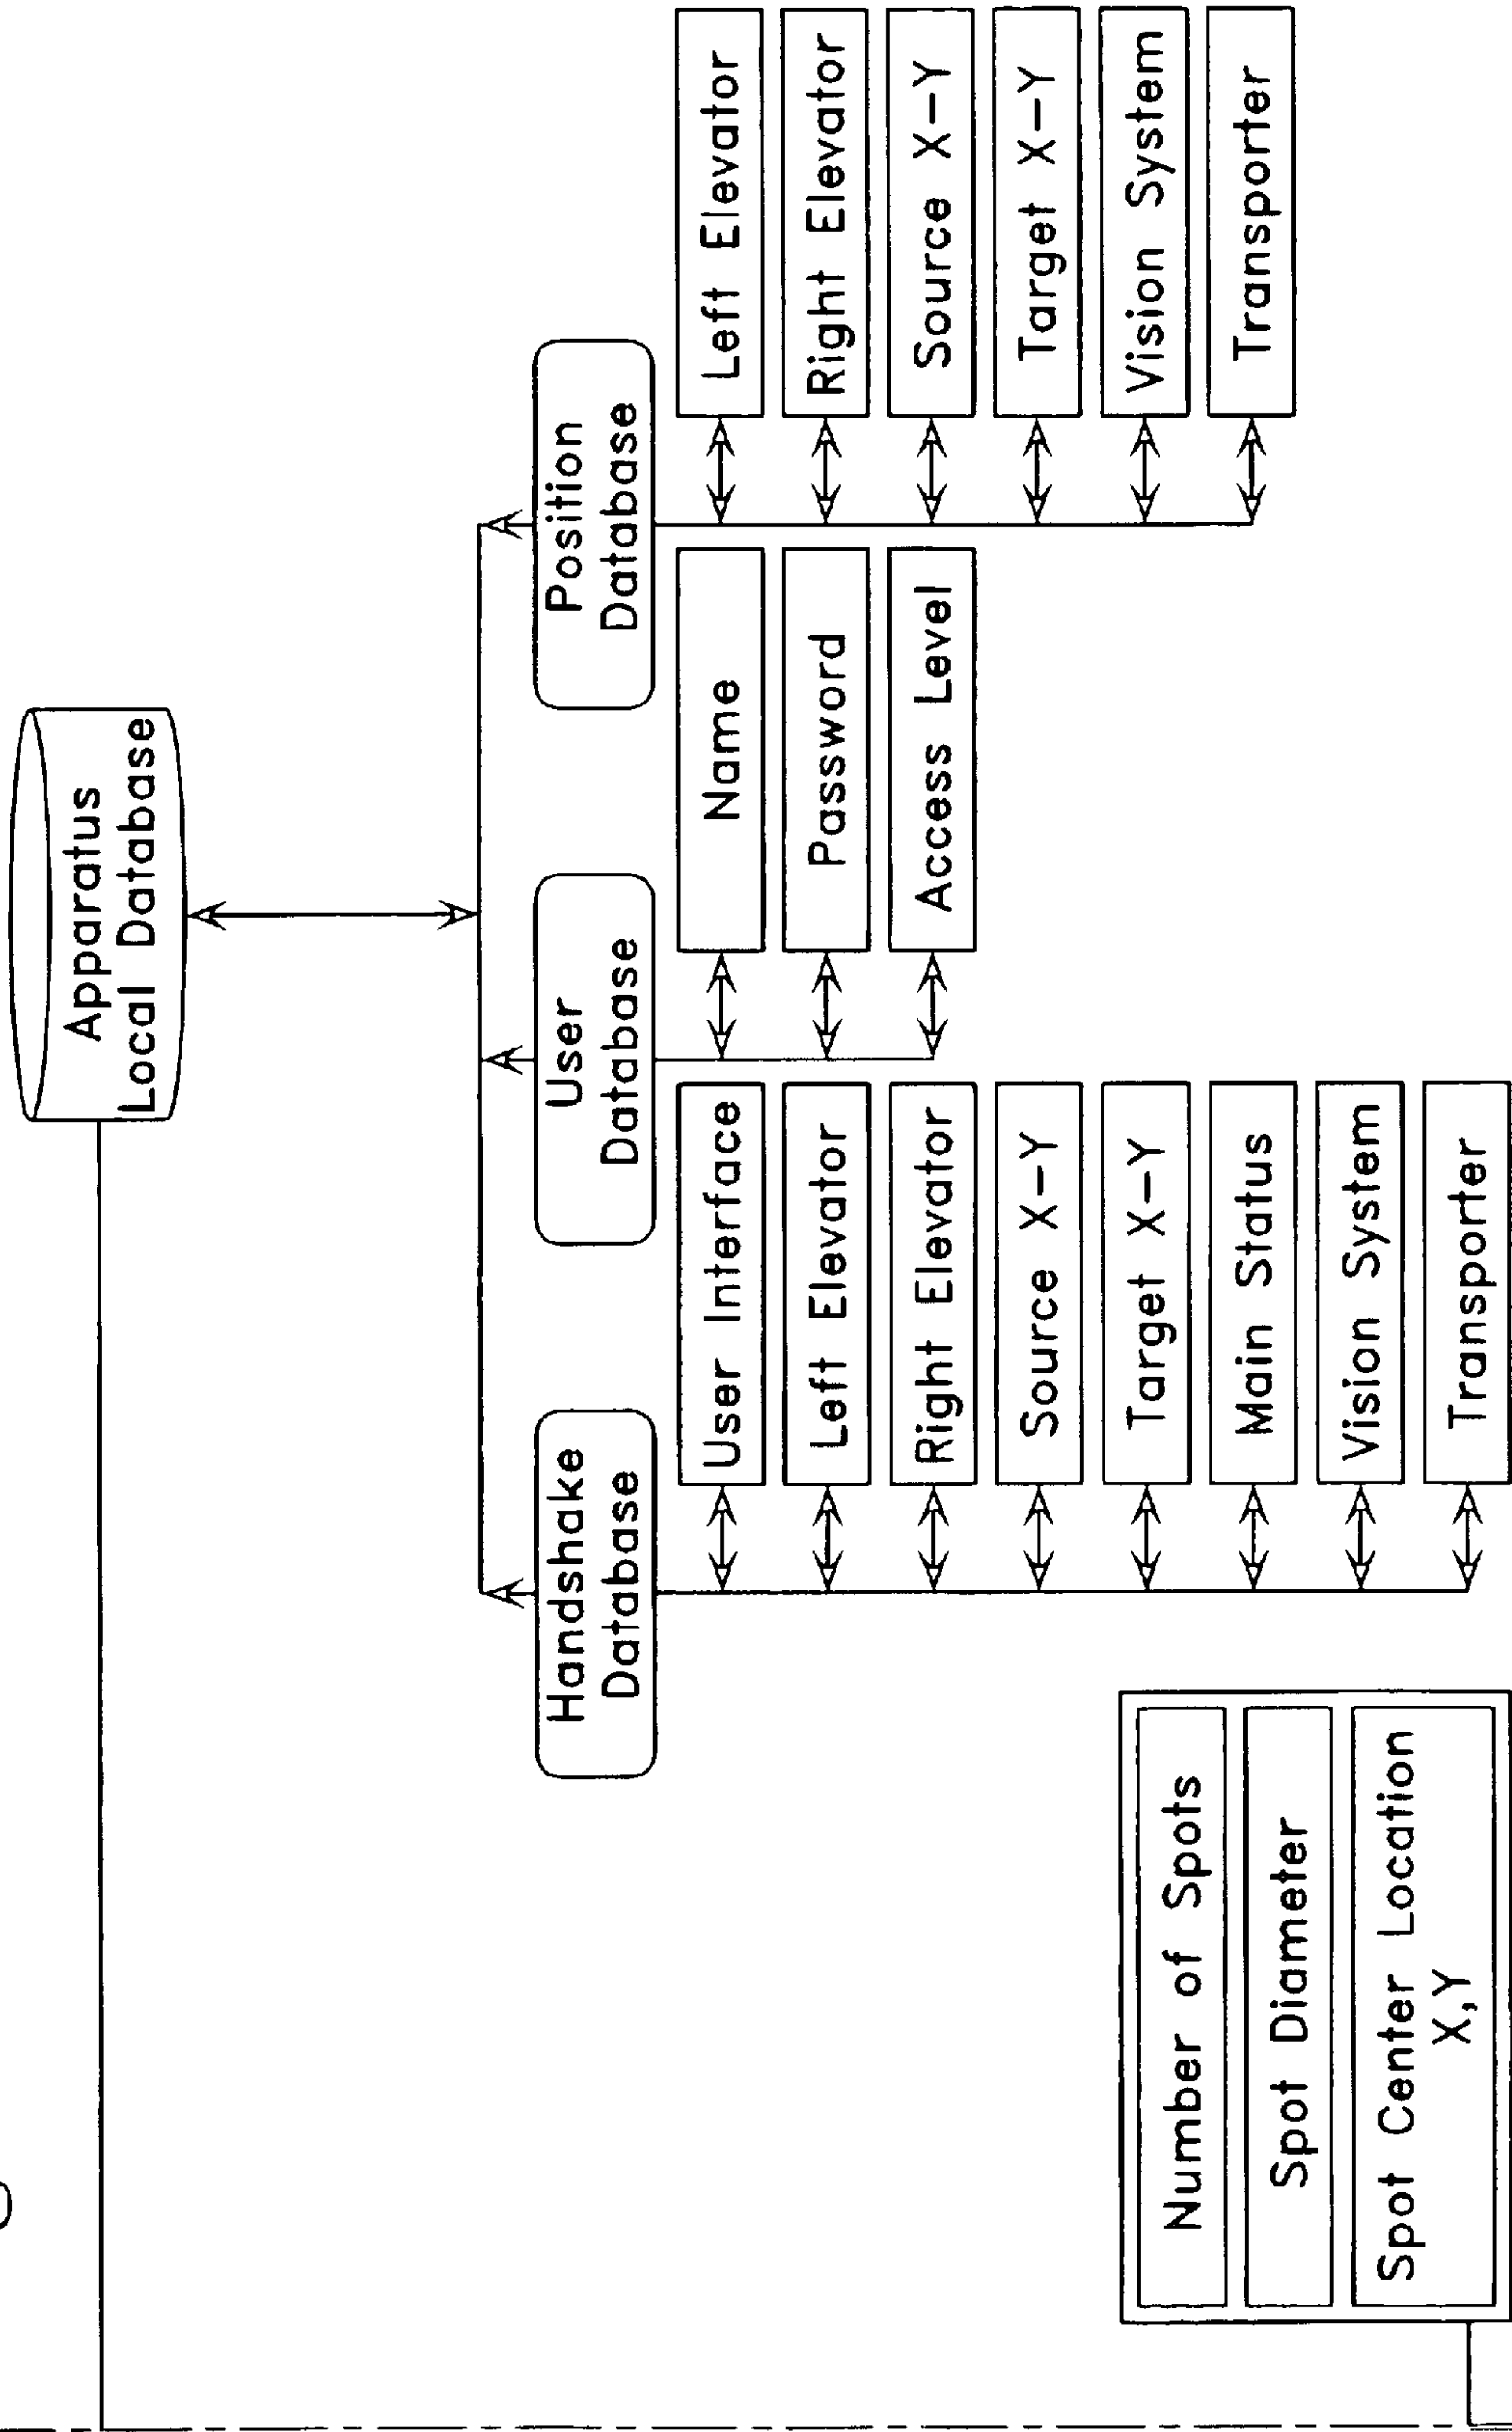 Apparatus
Local Database
Handshake
Database
User Interface
Left Elevator
Right Elevator
Source X-Y
Target X-Y
Main Status
Vision System
Transporter
User
Database
Name
Password
Access Level
Position
Database
Left Elevator
Right Elevator
Source X-Y
Target X-Y
Vision System
Transporter
Number of Spots
Spot Diameter
Spot Center Location
X,Y